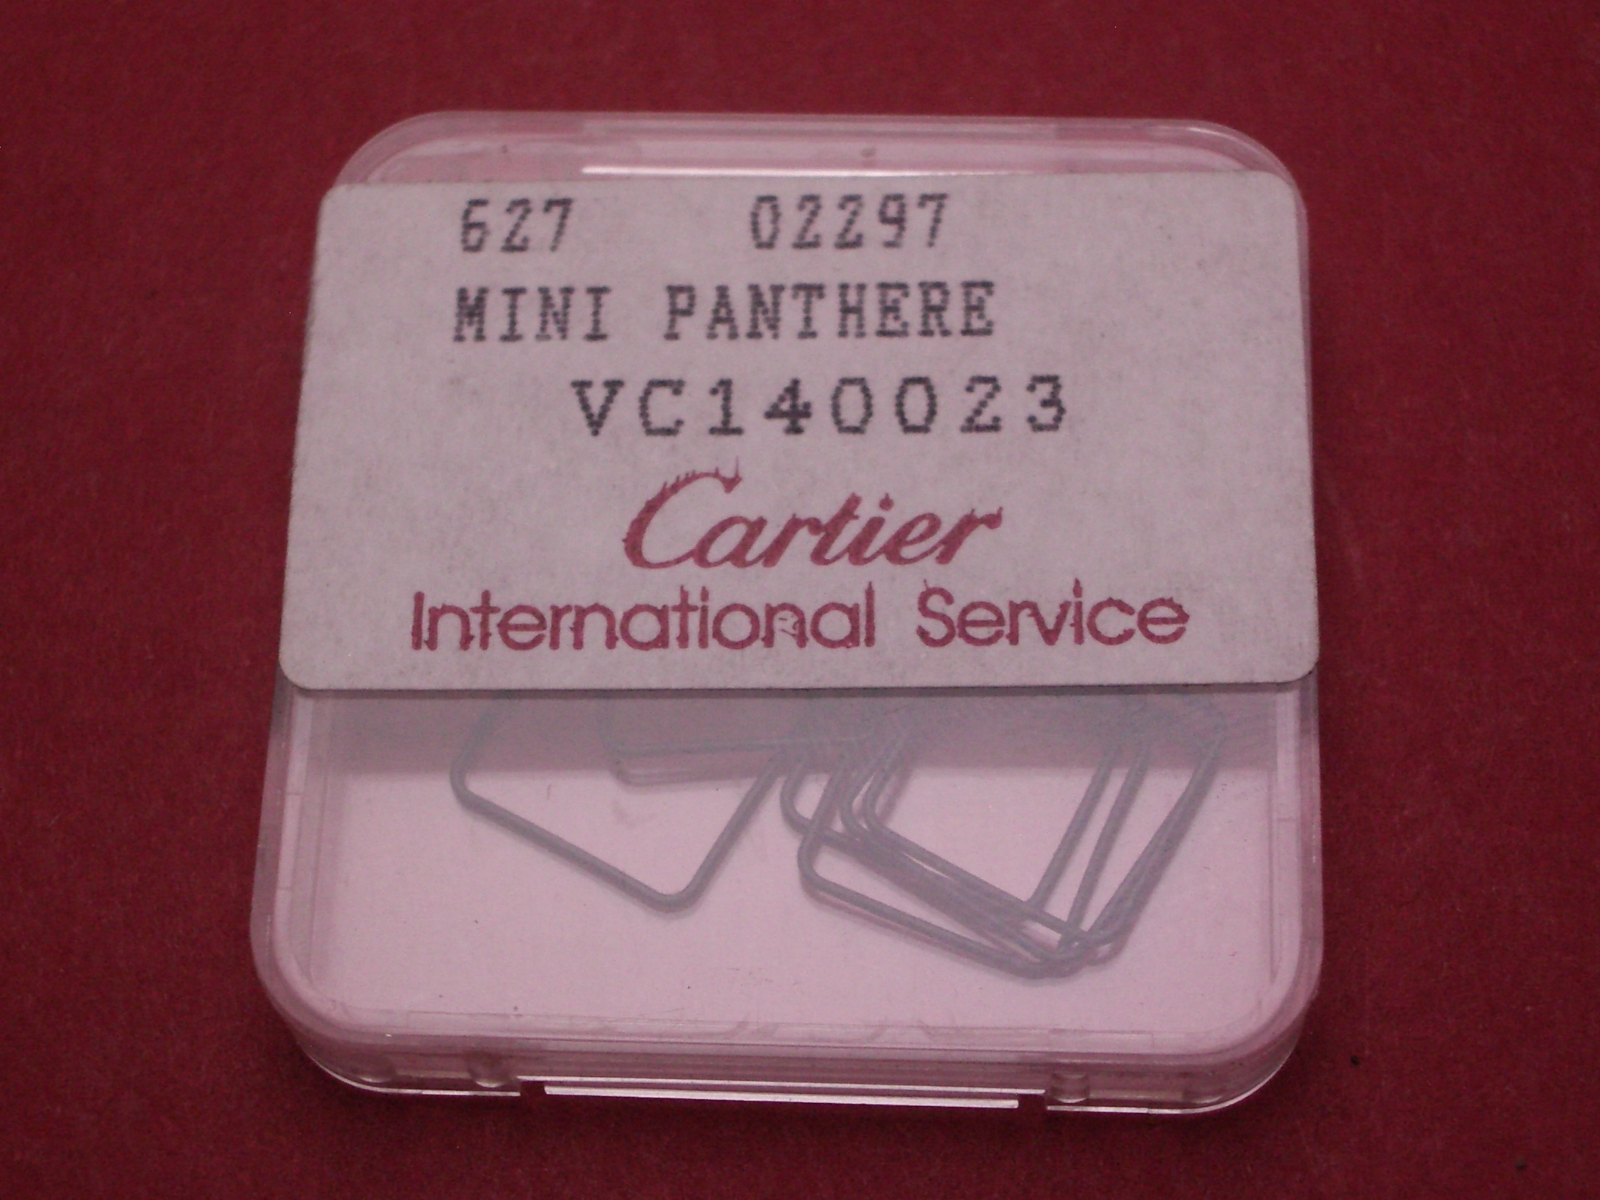 627 02297
MINI PANTHERE
VC140023
Cartier
International Service